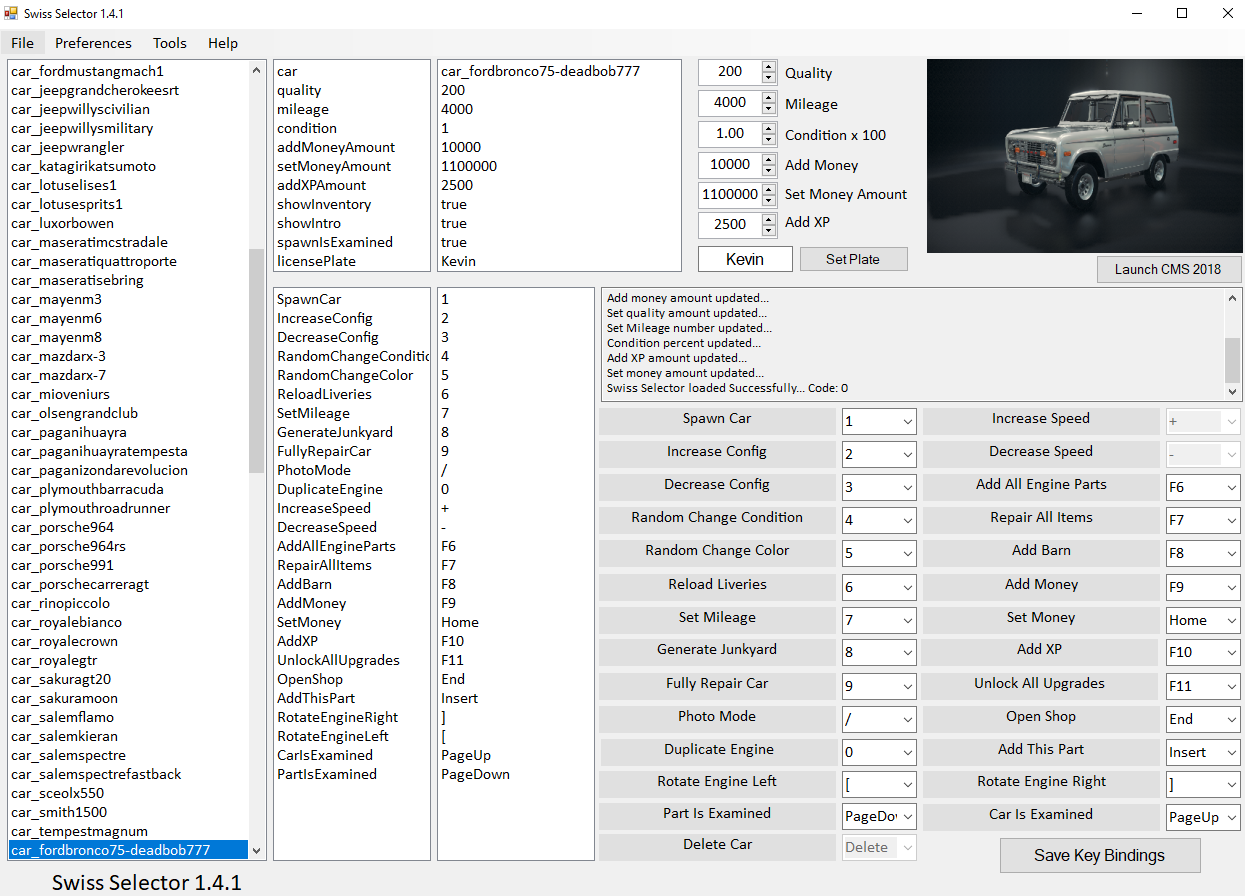 Swiss Selector 1.4.1
File Preferences Tools Help
car_fordmustangmach1
car_jeepgrandcherokeesrt
car_jeepwillyscivilian
car_jeepwillysmilitary
car_jeepwrangler
car_katagirikatsumoto
car_lotuselises1
car_lotusesprits1
car_luxorbowen
car_maseratimcstradale
car_maseratiquattroporte
car_maseratisebring
car_mayenm3
car_mayenm6
car_mayenm8
car_mazdarx-3
car_mazdarx-7
car_mioveniurs
car_olsengrandclub
car_paganihuayra
car_paganihuayratempesta
car_paganizondarevolucion
car_plymouthbarracuda
car_plymouthroadrunner
car_porsche964
car_porsche964rs
car_porsche991
car_porschecarreragt
car_rinopiccolo
car_royalebianco
car_royalecrown
car_royalegtr
car_sakuragt20
car_sakuramoon
car_salemflamo
car_salemkieran
car_salemspectre
car_salemspectrefastback
car_sceolx550
car_smith1500
car_tempestmagnum
car_fordbronco75-deadbob777
car car_fordbronco75-deadbob777
quality 200
mileage 4000
condition 1
addMoneyAmount 10000
setMoneyAmount 1100000
addXPAmount 2500
showInventory true
showIntro true
spawnIsExamined true
licensePlate Kevin
200 Quality
4000 Mileage
1.00 Condition x 100
10000 Add Money
1100000 Set Money Amount
2500 Add XP
Kevin Set Plate
Launch CMS 2018
SpawnCar 1
IncreaseConfig 2
DecreaseConfig 3
RandomChangeConditic 4
RandomChangeColor 5
ReloadLiveries 6
SetMileage 7
GenerateJunkyard 8
FullyRepairCar 9
PhotoMode /
DuplicateEngine 0
IncreaseSpeed +
DecreaseSpeed -
AddAllEngineParts F6
RepairAllItems F7
AddBarn F8
AddMoney F9
SetMoney Home
AddXP F10
UnlockAllUpgrades F11
OpenShop End
AddThisPart Insert
RotateEngineRight ]
RotateEngineLeft [
CarIsExamined PageUp
PartIsExamined PageDown
Add money amount updated...
Set quality amount updated...
Set Mileage number updated...
Condition percent updated...
Add XP amount updated...
Set money amount updated...
Swiss Selector loaded Successfully... Code: 0
Spawn Car 1 Increase Speed +
Increase Config 2 Decrease Speed -
Decrease Config 3 Add All Engine Parts F6
Random Change Condition 4 Repair All Items F7
Random Change Color 5 Add Barn F8
Reload Liveries 6 Add Money F9
Set Mileage 7 Set Money Home
Generate Junkyard 8 Add XP F10
Fully Repair Car 9 Unlock All Upgrades F11
Photo Mode / Open Shop End
Duplicate Engine 0 Add This Part Insert
Rotate Engine Left [ Rotate Engine Right ]
Part Is Examined PageDov Car Is Examined PageUp
Delete Car Delete
Save Key Bindings
Swiss Selector 1.4.1